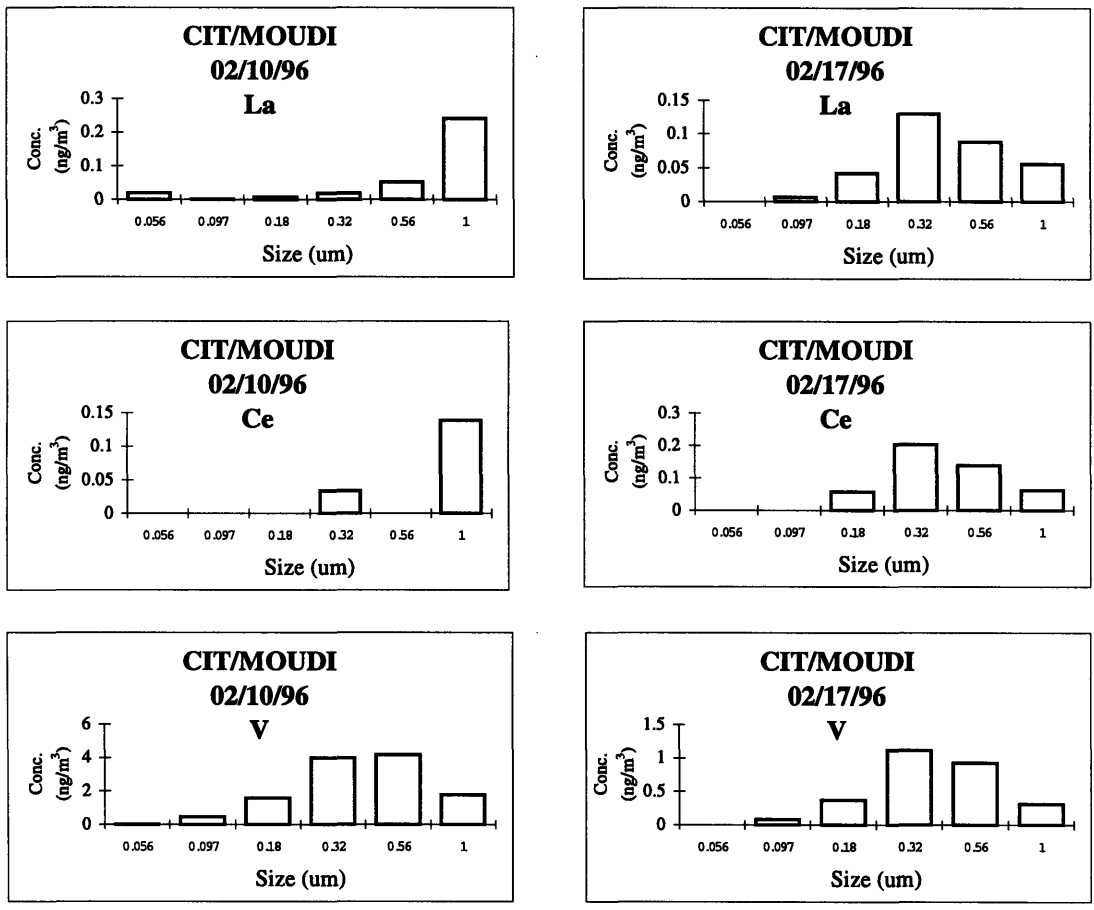 CIT/MOUDI
02/10/96
La
Conc.
(ng/m³)
0.3
0.2
0.1
0
0.056 0.097 0.18 0.32 0.56 1
Size (um)
CIT/MOUDI
02/17/96
La
Conc.
(ng/m³)
0.15
0.1
0.05
0
0.056 0.097 0.18 0.32 0.56 1
Size (um)
CIT/MOUDI
02/10/96
Ce
Conc.
(ng/m³)
0.15
0.1
0.05
0
0.056 0.097 0.18 0.32 0.56 1
Size (um)
CIT/MOUDI
02/17/96
Ce
Conc.
(ng/m³)
0.3
0.2
0.1
0
0.056 0.097 0.18 0.32 0.56 1
Size (um)
CIT/MOUDI
02/10/96
V
Conc.
(ng/m³)
6
4
2
0
0.056 0.097 0.18 0.32 0.56 1
Size (um)
CIT/MOUDI
02/17/96
V
Conc.
(ng/m³)
1.5
1
0.5
0
0.056 0.097 0.18 0.32 0.56 1
Size (um)